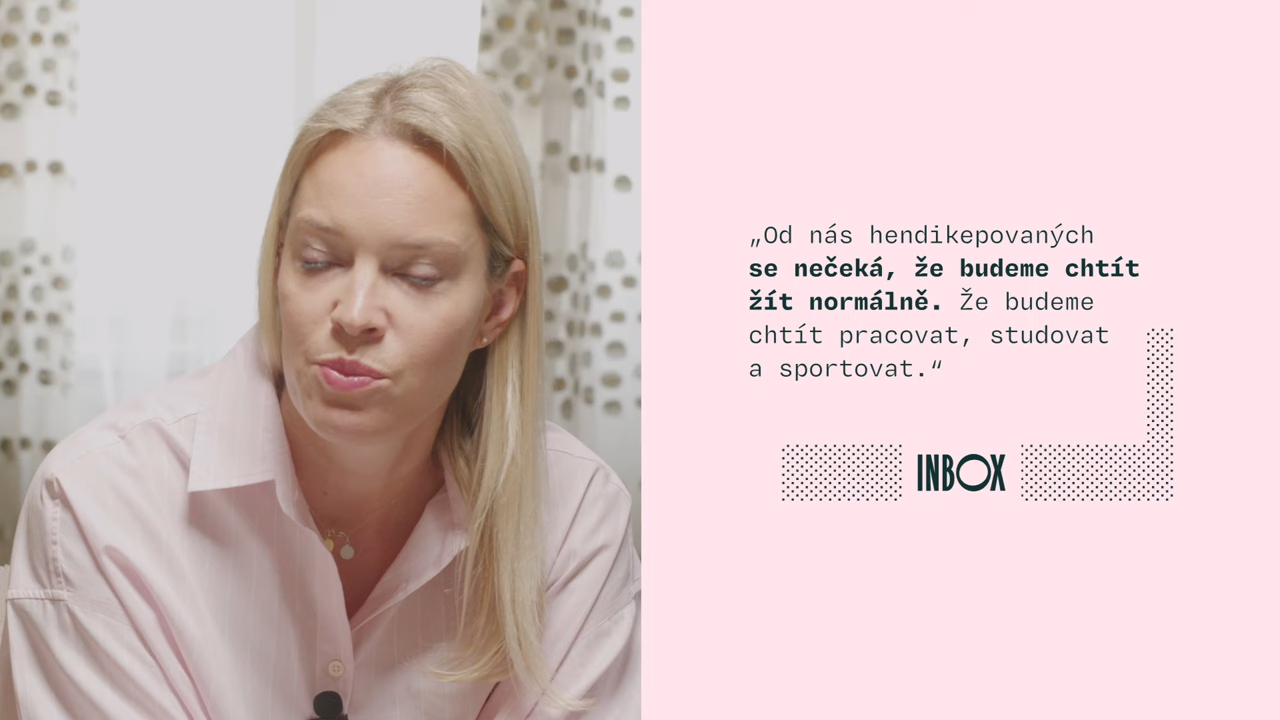 „Od nás hendikepovaných
se nečeká, že budeme chtít
žít normálně. Že budeme
chtít pracovat, studovat
a sportovat.“
INBOX